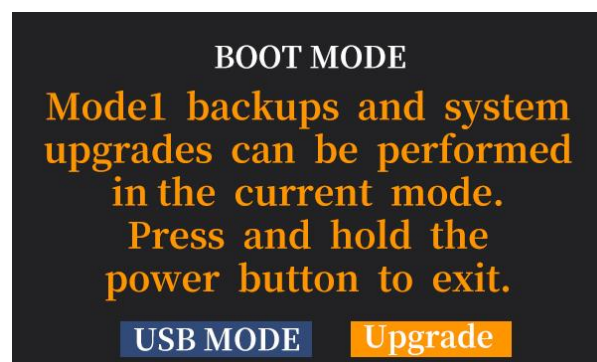 BOOT MODE
Mode1 backups and system
upgrades can be performed
in the current mode.
Press and hold the
power button to exit.
USB MODE Upgrade